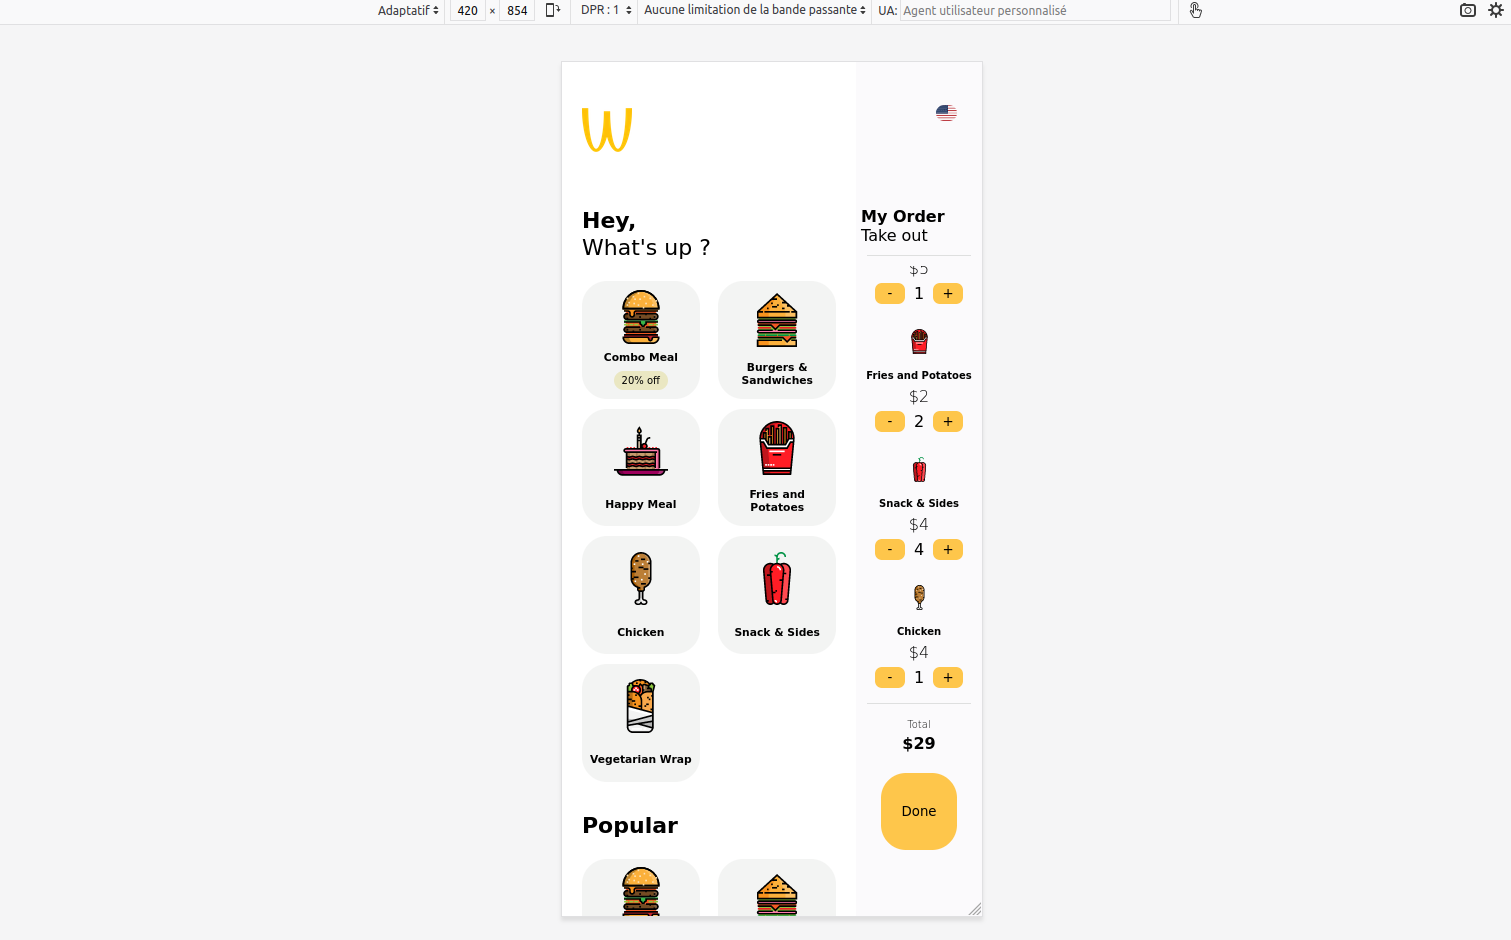 Adaptatif 420 × 854 DPR : 1 Aucune limitation de la bande passante UA: Agent utilisateur personnalisé
Hey,
What's up ?
Combo Meal
20% off
Burgers &
Sandwiches
Happy Meal
Fries and
Potatoes
Chicken
Snack & Sides
Vegetarian Wrap
Popular
My Order
Take out
- 1 +
Fries and Potatoes
$2
- 2 +
Snack & Sides
$4
- 4 +
Chicken
$4
- 1 +
Total
$29
Done